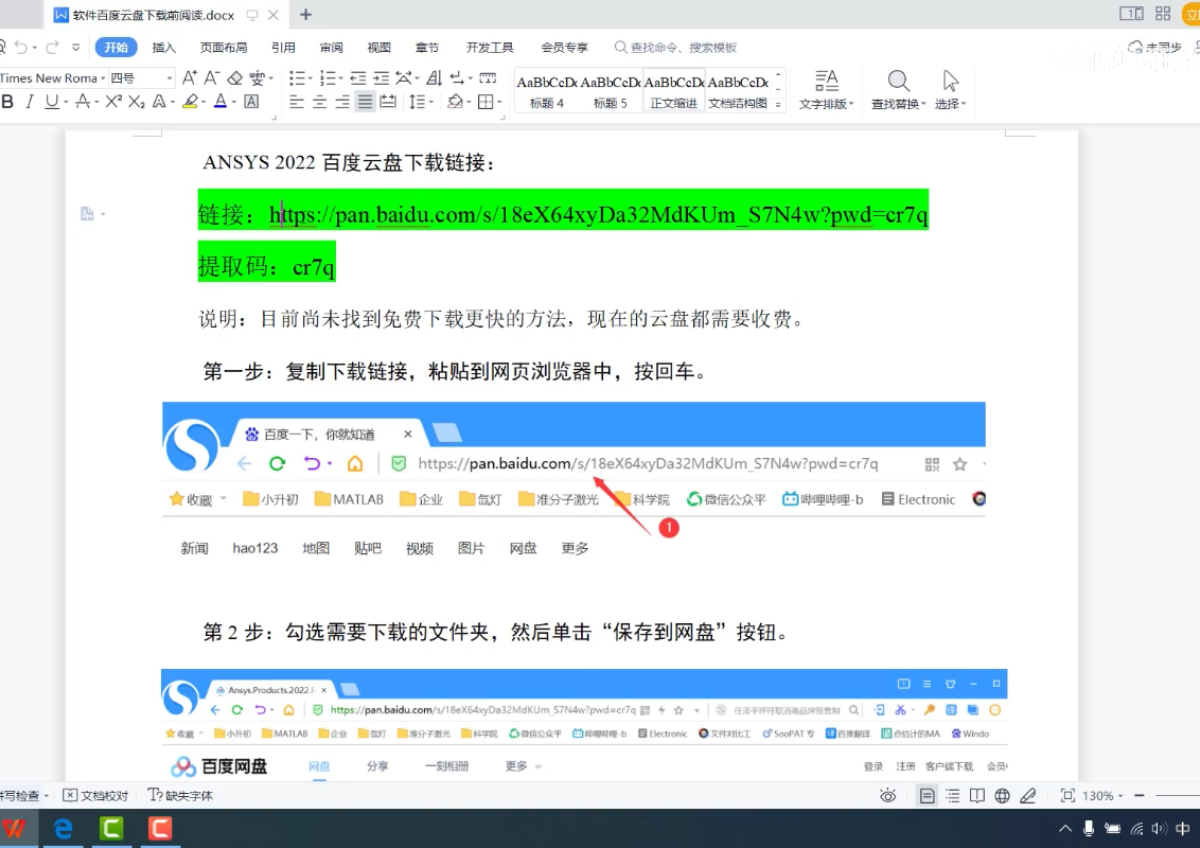 软件百度云盘下载前阅读.docx
开始 插入 页面布局 引用 审阅 视图 章节 开发工具 会员专享 查找命令、搜索模板 未同步
Times New Roma 四号
AaBbCcDc AaBbCcDc AaBbCcDc AaBbCcDc
标题 4 标题 5 正文缩进 文档结构图 文字排版 查找替换 选择
ANSYS 2022 百度云盘下载链接：
链接：https://pan.baidu.com/s/18eX64xyDa32MdKUm_S7N4w?pwd=cr7q
提取码：cr7q
说明：目前尚未找到免费下载更快的方法，现在的云盘都需要收费。
第一步：复制下载链接，粘贴到网页浏览器中，按回车。
百度一下，你就知道
https://pan.baidu.com/s/18eX64xyDa32MdKUm_S7N4w?pwd=cr7q
收藏 小升初 MATLAB 企业 氙灯 准分子激光 科学院 微信公众平 哔哩哔哩-b Electronic
1
新闻 hao123 地图 贴吧 视频 图片 网盘 更多
第 2 步：勾选需要下载的文件夹，然后单击“保存到网盘”按钮。
Ansys.Products.2022.
https://pan.baidu.com/s/18eX64xyDa32MdKUm_S7N4w?pwd=cr7q
收藏 小升初 MATLAB 企业 氙灯 准分子激光 科学院 微信公众平 哔哩哔哩-b Electronic 文件对比工 SooPAT 专 百度翻译 点估计的MA Windo
百度网盘 网盘 分享 一刻相册 更多 登录 注册 客户端下载 会员
拼写检查 文档校对 缺失字体 130%
中